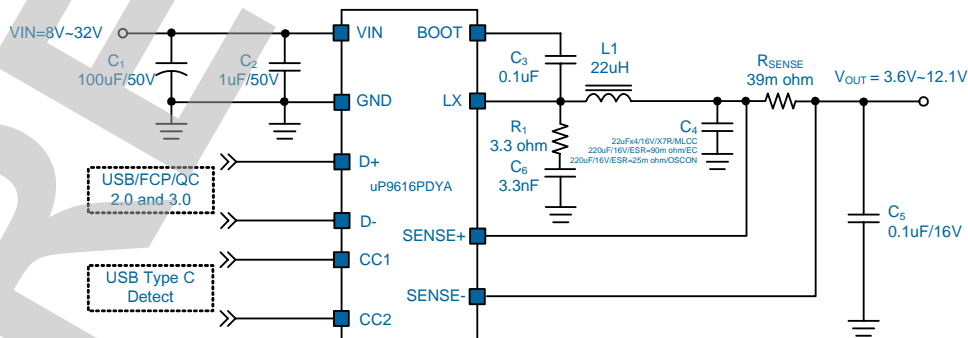 VIN=8V~32V
C1
100uF/50V
C2
1uF/50V
VIN
GND
D+
D-
CC1
CC2
uP9616PDYA
BOOT
LX
SENSE+
SENSE-
USB/FCP/QC
2.0 and 3.0
USB Type C
Detect
C3
0.1uF
L1
22uH
R1
3.3 ohm
C6
3.3nF
C4
22uFx4/16V/X7R/MLCC
220uF/16V/ESR=90m ohm/EC
220uF/16V/ESR=25m ohm/OSCON
RSENSE
39m ohm
VOUT = 3.6V~12.1V
C5
0.1uF/16V